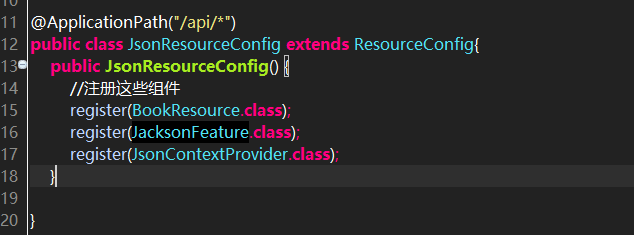 11 @ApplicationPath("/api/*")
12 public class JsonResourceConfig extends ResourceConfig{
13 public JsonResourceConfig() {
14 //注册这些组件
15 register(BookResource.class);
16 register(JacksonFeature.class);
17 register(JsonContextProvider.class);
18 }
19
20 }